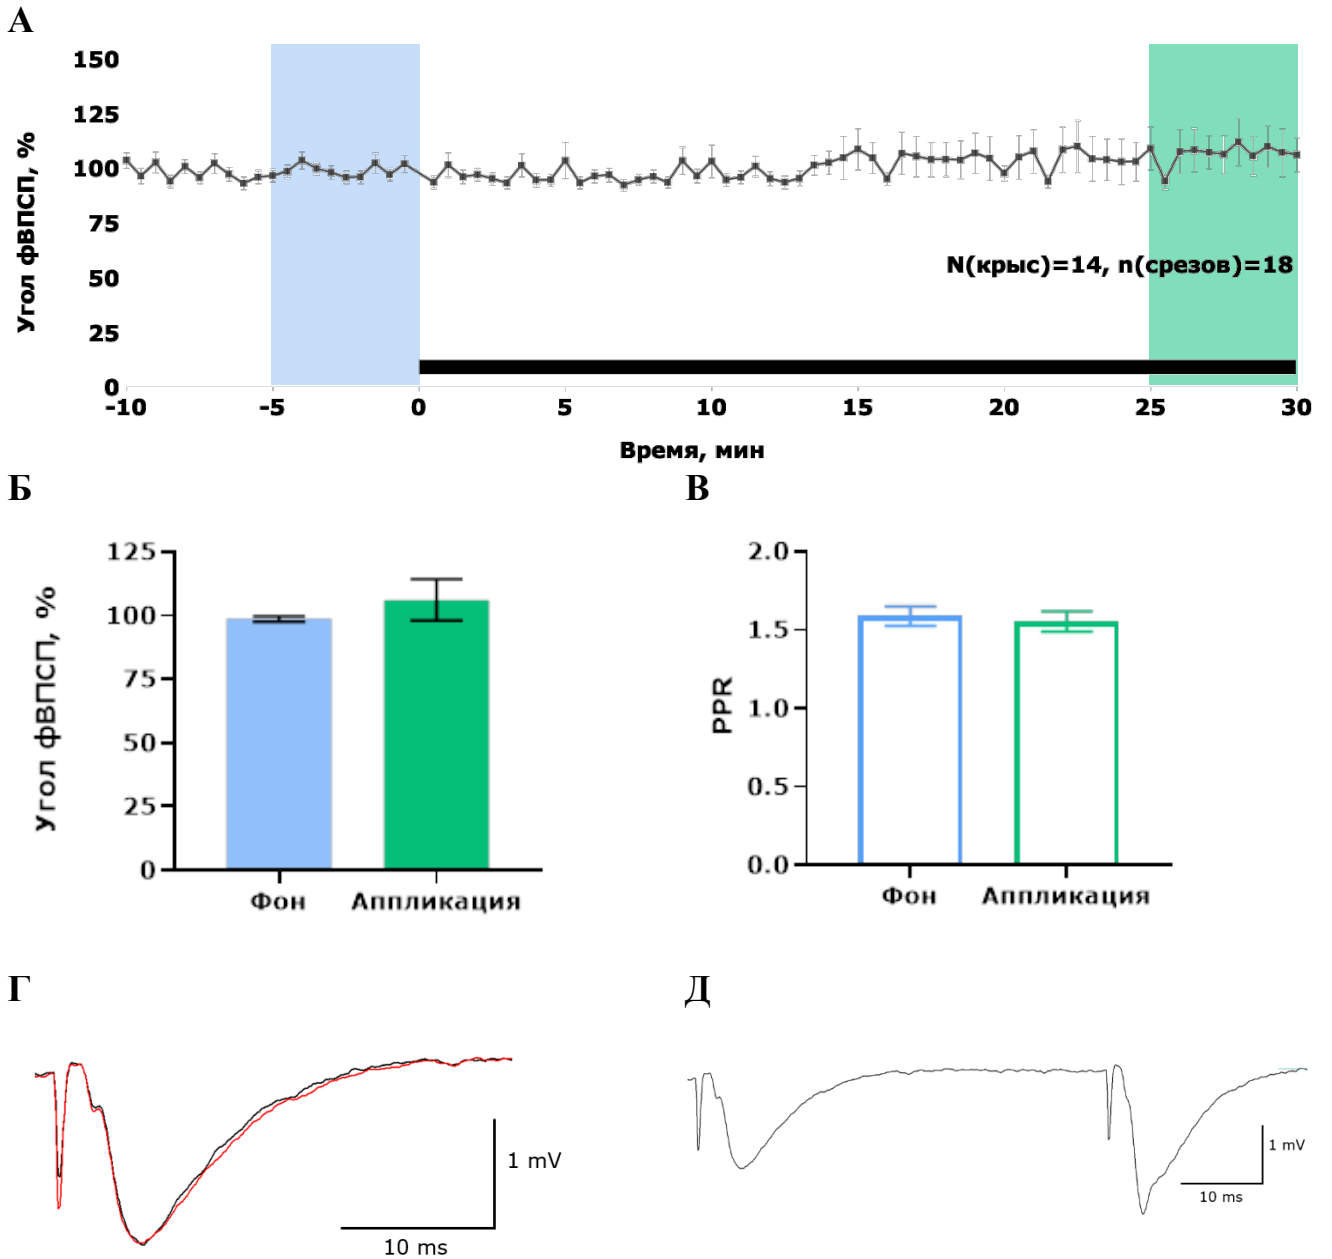 А
150
125
100
75
50
25
0
Угол фВПСП, %
N(крыс)=14, n(срезов)=18
-10 -5 0 5 10 15 20 25 30
Время, мин
Б
125
100
75
50
25
0
Угол фВПСП, %
Фон Аппликация
В
2.0
1.5
1.0
0.5
0.0
PPR
Фон Аппликация
Г
1 mV
10 ms
Д
1 mV
10 ms